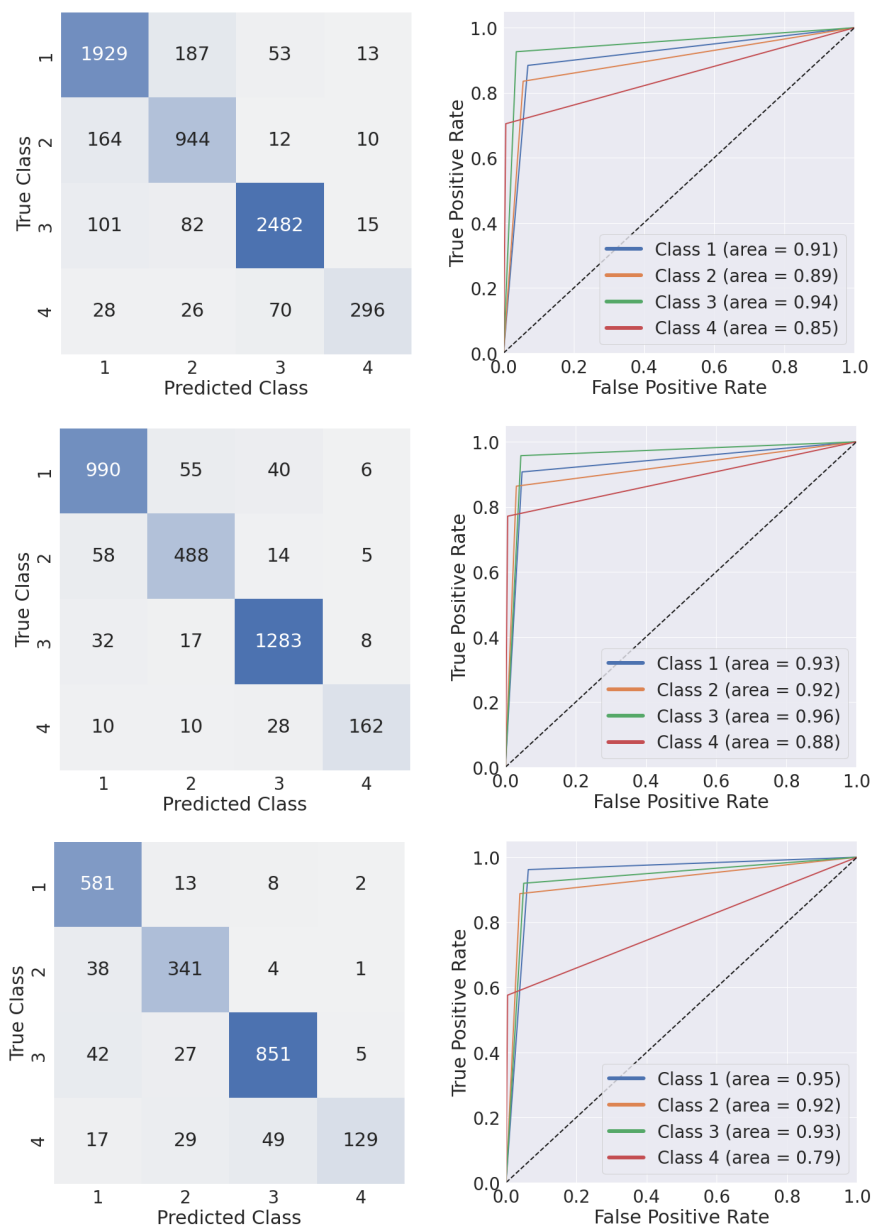 True Class
1 1929 187 53 13
2 164 944 12 10
3 101 82 2482 15
4 28 26 70 296
1 2 3 4
Predicted Class
True Positive Rate
1.0
0.8
0.6
0.4
0.2
0.0
Class 1 (area = 0.91)
Class 2 (area = 0.89)
Class 3 (area = 0.94)
Class 4 (area = 0.85)
0.0 0.2 0.4 0.6 0.8 1.0
False Positive Rate
True Class
1 990 55 40 6
2 58 488 14 5
3 32 17 1283 8
4 10 10 28 162
1 2 3 4
Predicted Class
True Positive Rate
1.0
0.8
0.6
0.4
0.2
0.0
Class 1 (area = 0.93)
Class 2 (area = 0.92)
Class 3 (area = 0.96)
Class 4 (area = 0.88)
0.0 0.2 0.4 0.6 0.8 1.0
False Positive Rate
True Class
1 581 13 8 2
2 38 341 4 1
3 42 27 851 5
4 17 29 49 129
1 2 3 4
Predicted Class
True Positive Rate
1.0
0.8
0.6
0.4
0.2
0.0
Class 1 (area = 0.95)
Class 2 (area = 0.92)
Class 3 (area = 0.93)
Class 4 (area = 0.79)
0.0 0.2 0.4 0.6 0.8 1.0
False Positive Rate